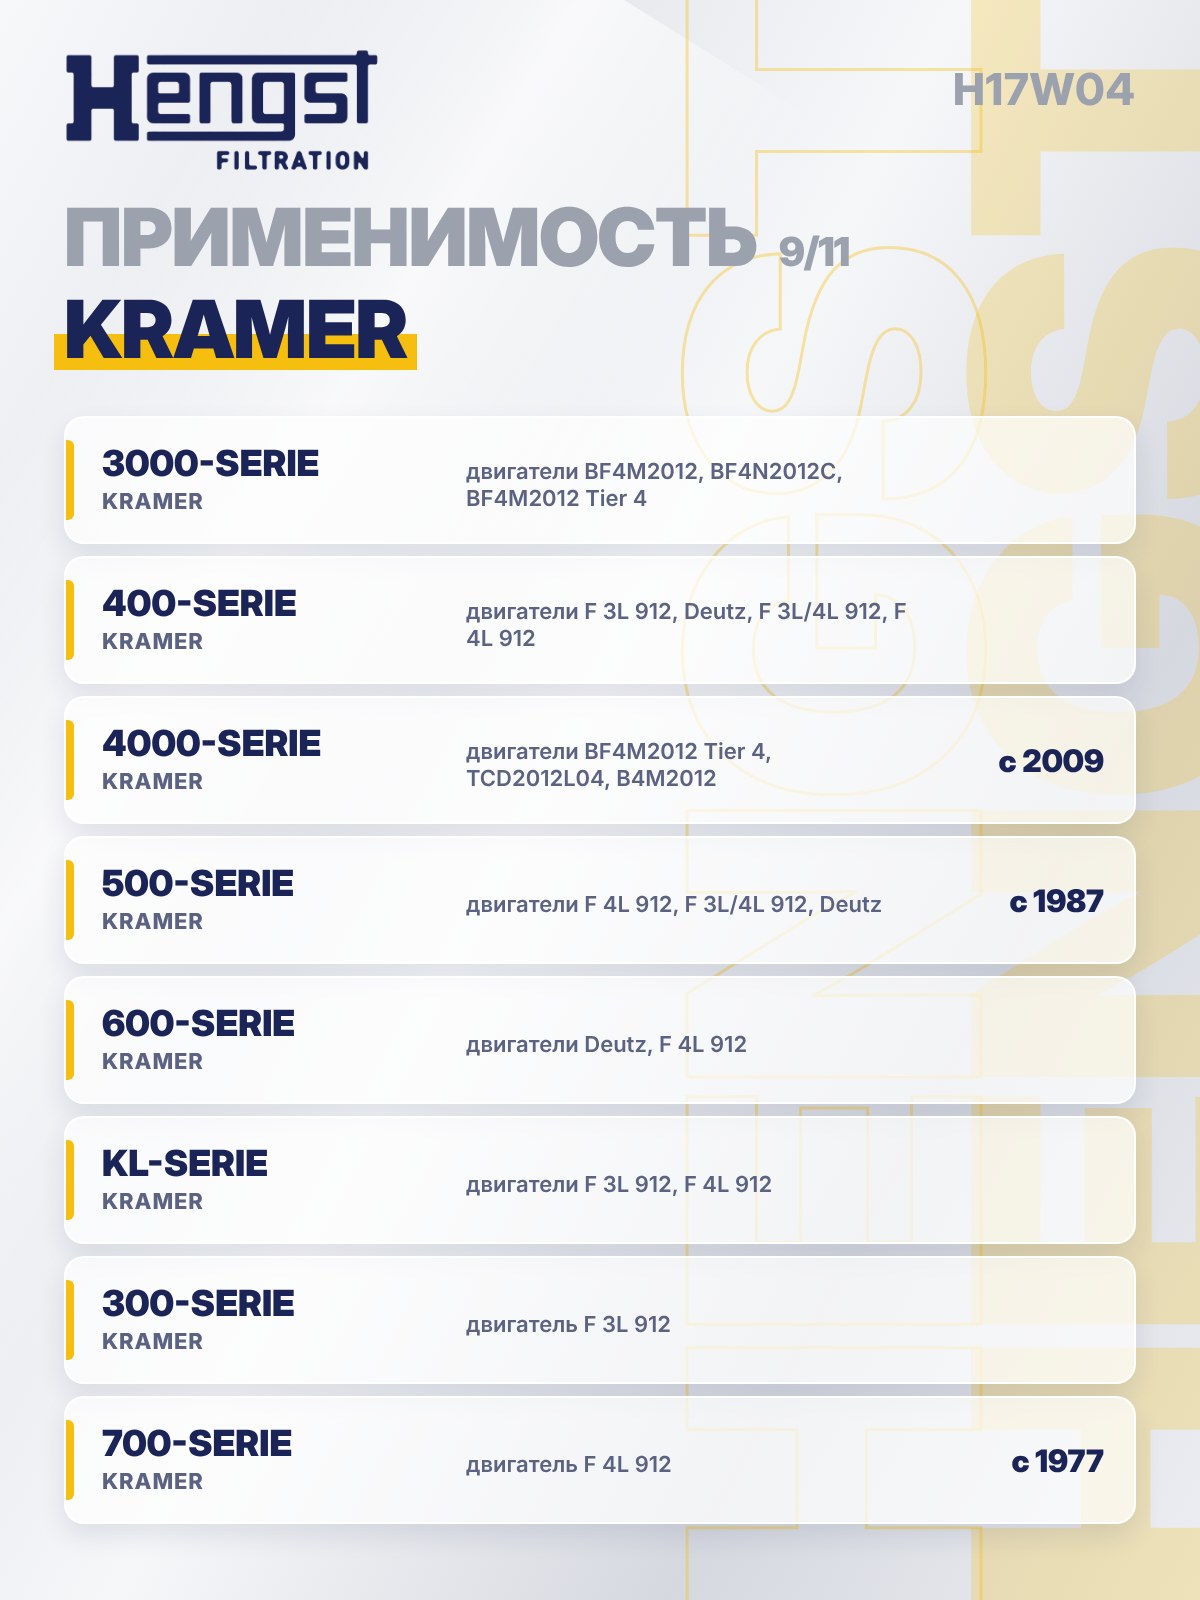 Hengst
FILTRATION
H17W04
ПРИМЕНИМОСТЬ 9/11
KRAMER
3000-SERIE
KRAMER
двигатели BF4M2012, BF4N2012C,
BF4M2012 Tier 4
400-SERIE
KRAMER
двигатели F 3L 912, Deutz, F 3L/4L 912, F
4L 912
4000-SERIE
KRAMER
двигатели BF4M2012 Tier 4,
TCD2012L04, B4M2012
с 2009
500-SERIE
KRAMER
двигатели F 4L 912, F 3L/4L 912, Deutz
с 1987
600-SERIE
KRAMER
двигатели Deutz, F 4L 912
KL-SERIE
KRAMER
двигатели F 3L 912, F 4L 912
300-SERIE
KRAMER
двигатель F 3L 912
700-SERIE
KRAMER
двигатель F 4L 912
с 1977
HENGST
HENGST